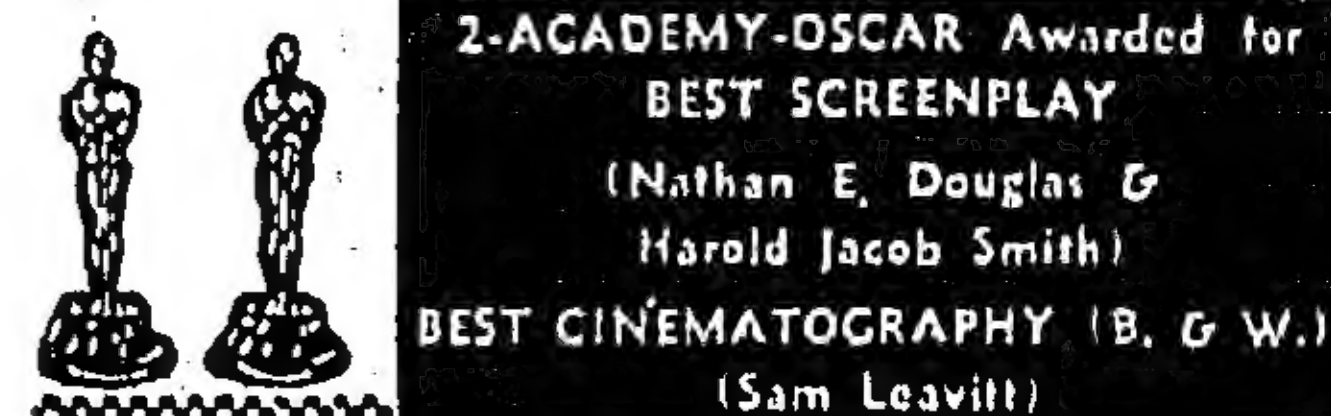 2-ACADEMY-OSCAR Awarded for
BEST SCREENPLAY
(Nathan E. Douglas &
Harold Jacob Smith)
BEST CINEMATOGRAPHY (B. & W.)
(Sam Leavitt)